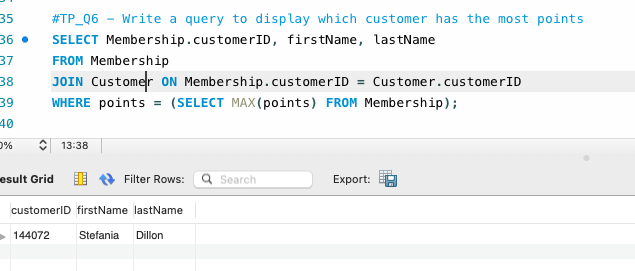 35 #TP_Q6 - Write a query to display which customer has the most points
36 SELECT Membership.customerID, firstName, lastName
37 FROM Membership
38 JOIN Customer ON Membership.customerID = Customer.customerID
39 WHERE points = (SELECT MAX(points) FROM Membership);
40
0% 13:38
esult Grid Filter Rows: Search Export:
customerID firstName lastName
144072 Stefania Dillon